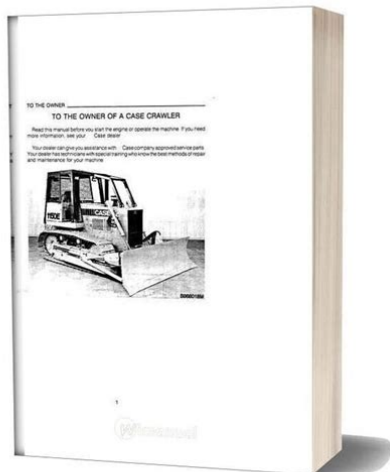 TO THE OWNER
TO THE OWNER OF A CASE CRAWLER
Read this manual before you start the engine or operate the machine. If you need
more information, see your Case dealer
Your dealer can give you assistance with Case company approved service parts.
Your dealer has technicians with special training who know the best methods of repair
and maintenance for your machine
1150E
CASE
1